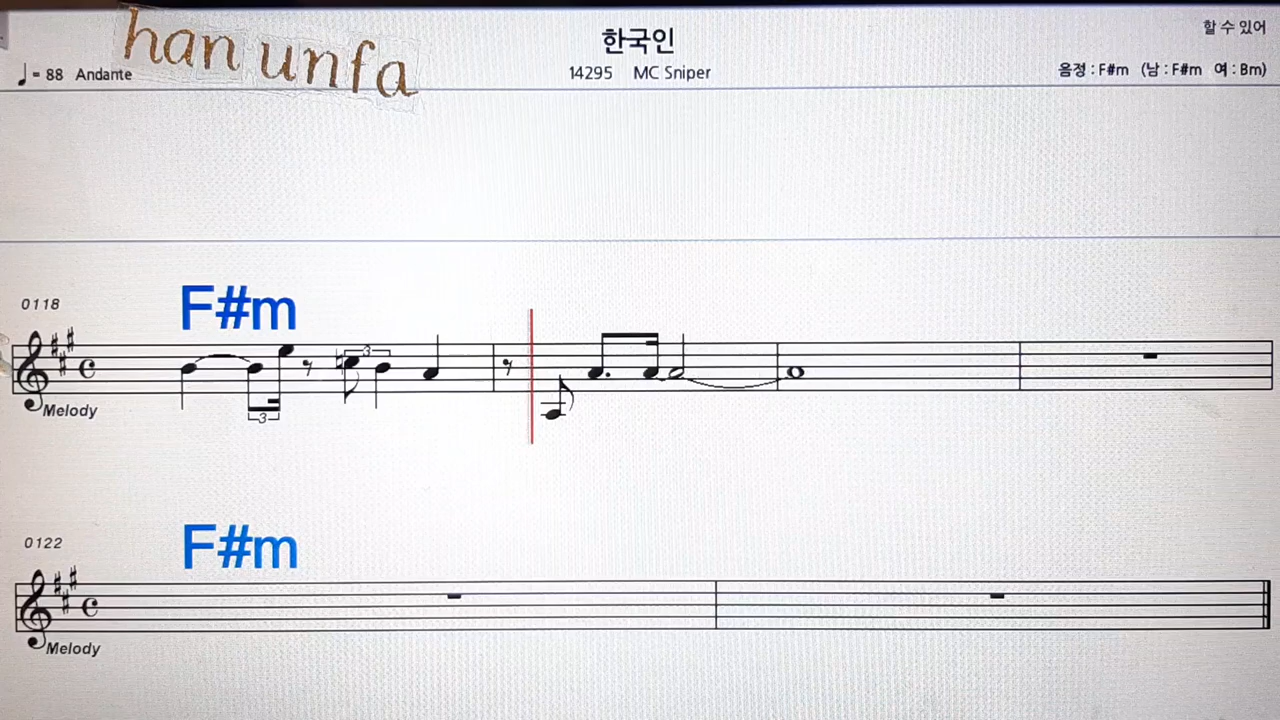 han unfa
한국인
할 수 있어
♩ = 88 Andante
14295 MC Sniper
음정 : F#m (남 : F#m 여 : Bm)
0118
F#m
3
3
Melody
0122
F#m
Melody